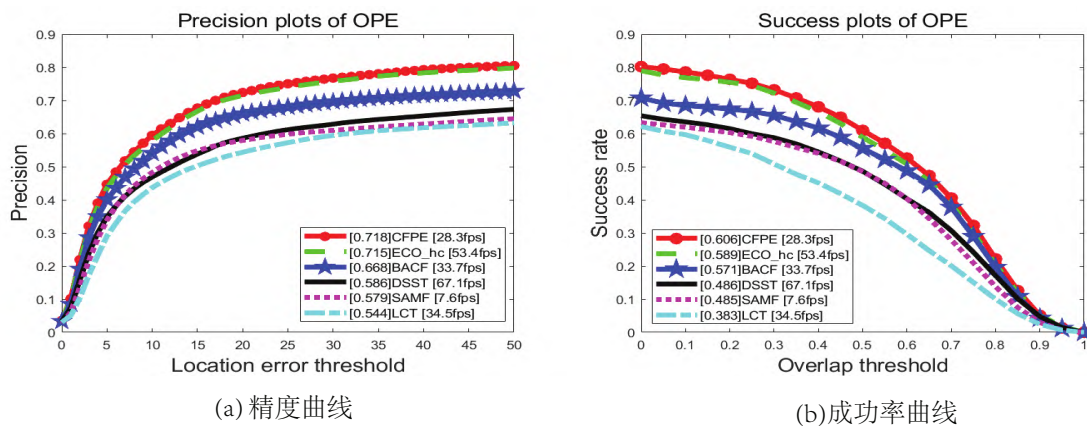 Precision plots of OPE
0.9
0.8
0.7
0.6
0.5
0.4
0.3
0.2
0.1
0
Precision
[0.718]CFPE [28.3fps]
[0.715]ECO_hc [53.4fps]
[0.668]BACF [33.7fps]
[0.586]DSST [67.1fps]
[0.579]SAMF [7.6fps]
[0.544]LCT [34.5fps]
0 5 10 15 20 25 30 35 40 45 50
Location error threshold
(a) 精度曲线
Success plots of OPE
0.9
0.8
0.7
0.6
0.5
0.4
0.3
0.2
0.1
0
Success rate
[0.606]CFPE [28.3fps]
[0.589]ECO_hc [53.4fps]
[0.571]BACF [33.7fps]
[0.486]DSST [67.1fps]
[0.485]SAMF [7.6fps]
[0.383]LCT [34.5fps]
0 0.1 0.2 0.3 0.4 0.5 0.6 0.7 0.8 0.9 1
Overlap threshold
(b)成功率曲线